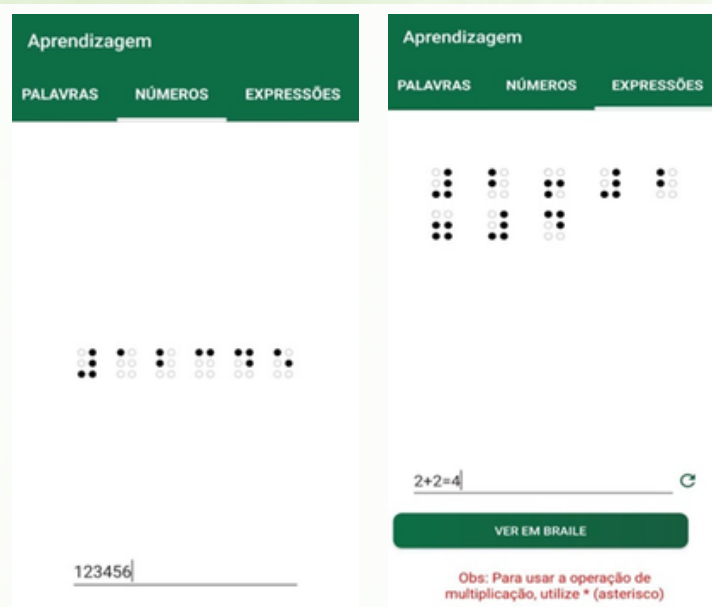 Aprendizagem
PALAVRAS NÚMEROS EXPRESSÕES
⠼⠁⠃⠉⠙⠑
123456
Aprendizagem
PALAVRAS NÚMEROS EXPRESSÕES
⠼⠃⠖⠼⠃
⠶⠼⠙
2+2=4
VER EM BRAILE
Obs: Para usar a operação de
multiplicação, utilize * (asterisco)